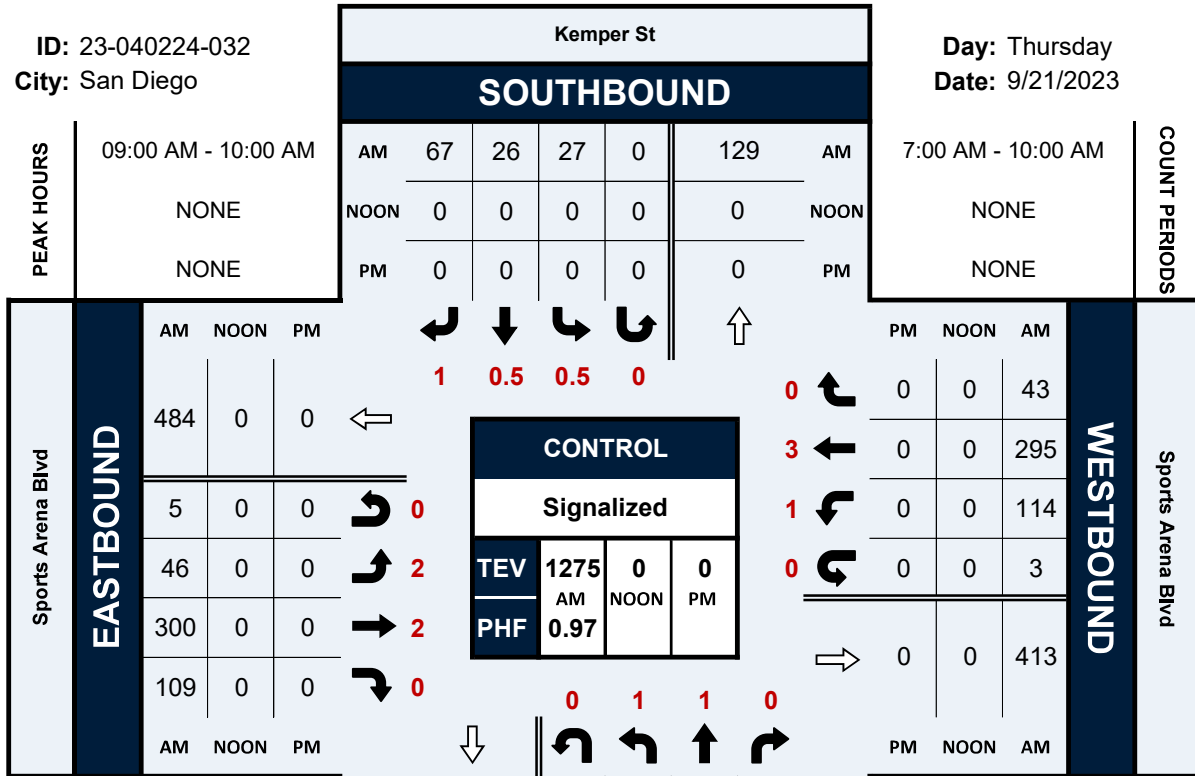 ID: 23-040224-032
City: San Diego
Kemper St
SOUTHBOUND
Day: Thursday
Date: 9/21/2023
PEAK HOURS
09:00 AM - 10:00 AM
NONE
NONE
AM 67 26 27 0 129 AM
NOON 0 0 0 0 0 NOON
PM 0 0 0 0 0 PM
7:00 AM - 10:00 AM
NONE
NONE
COUNT PERIODS
1 0.5 0.5 0
Sports Arena Blvd
EASTBOUND
AM NOON PM
484 0 0
5 0 0 0
46 0 0 2
300 0 0 2
109 0 0 0
AM NOON PM
CONTROL
Signalized
TEV 1275 0 0
AM NOON PM
PHF 0.97
PM NOON AM
0 0 0 43
3 0 0 295
1 0 0 114
0 0 0 3
0 0 413
PM NOON AM
WESTBOUND
Sports Arena Blvd
0 1 1 0